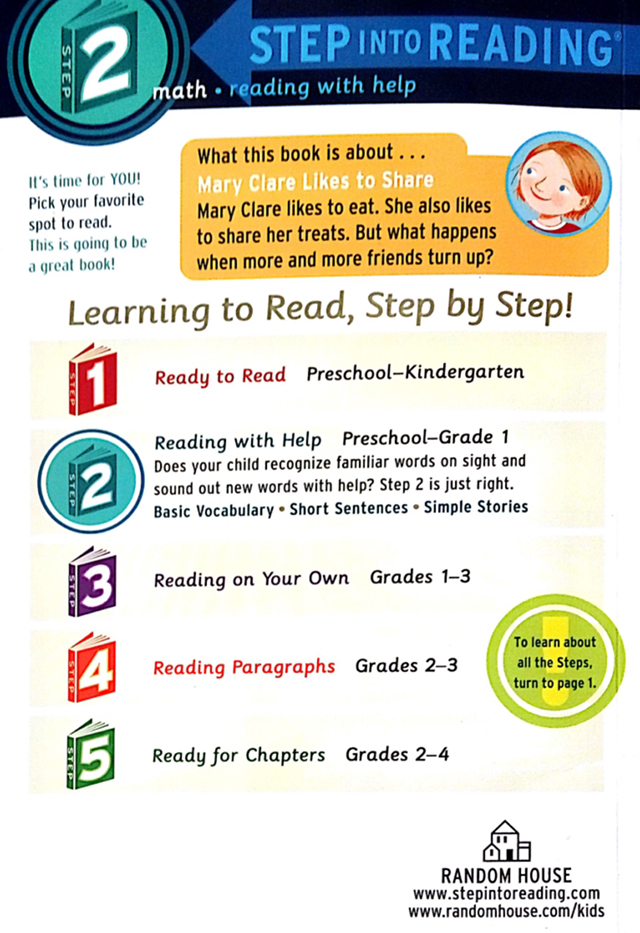 STEP 2
STEP INTO READING®
math • reading with help
It's time for YOU!
Pick your favorite
spot to read.
This is going to be
a great book!
What this book is about . . .
Mary Clare Likes to Share
Mary Clare likes to eat. She also likes
to share her treats. But what happens
when more and more friends turn up?
Learning to Read, Step by Step!
STEP 1
Ready to Read Preschool–Kindergarten
STEP 2
Reading with Help Preschool–Grade 1
Does your child recognize familiar words on sight and
sound out new words with help? Step 2 is just right.
Basic Vocabulary • Short Sentences • Simple Stories
STEP 3
Reading on Your Own Grades 1–3
STEP 4
Reading Paragraphs Grades 2–3
To learn about
all the Steps,
turn to page 1.
STEP 5
Ready for Chapters Grades 2–4
RANDOM HOUSE
www.stepintoreading.com
www.randomhouse.com/kids